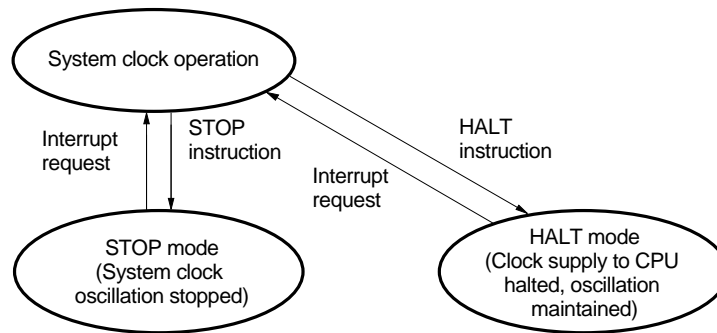 System clock operation
Interrupt
request
STOP
instruction
HALT
instruction
Interrupt
request
STOP mode
(System clock
oscillation stopped)
HALT mode
(Clock supply to CPU
halted, oscillation
maintained)